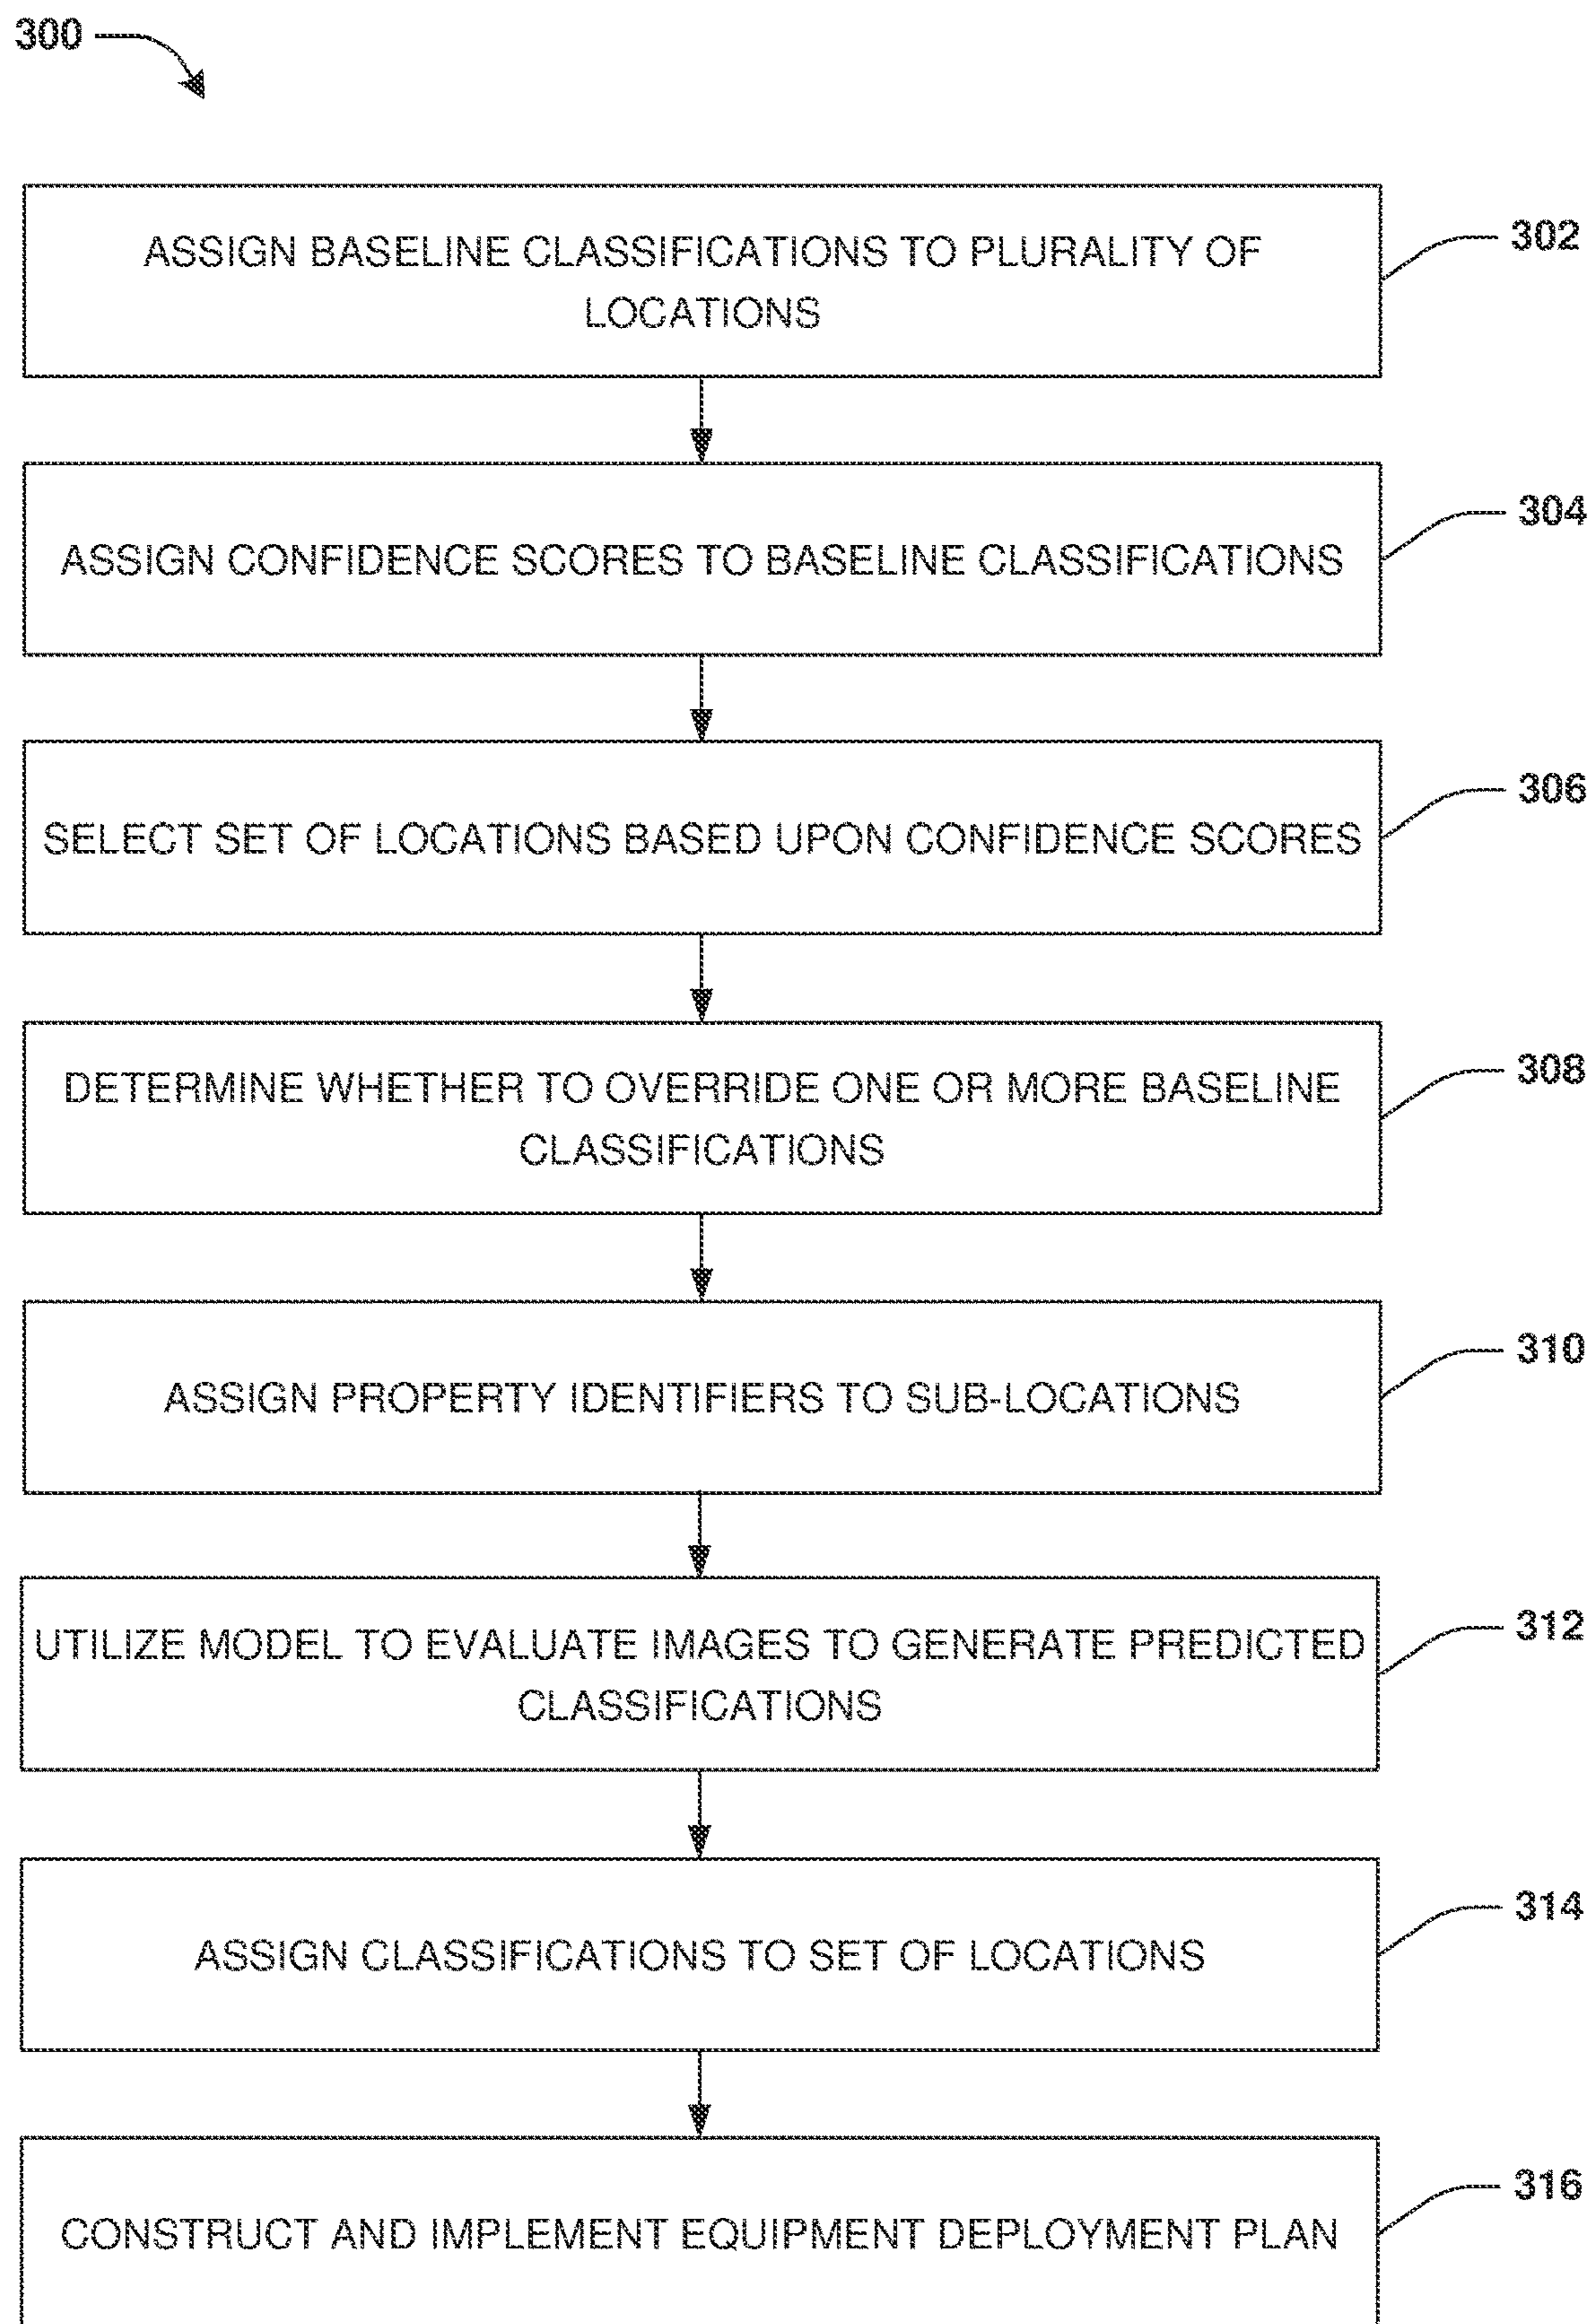 300
ASSIGN BASELINE CLASSIFICATIONS TO PLURALITY OF
LOCATIONS
302
ASSIGN CONFIDENCE SCORES TO BASELINE CLASSIFICATIONS
304
SELECT SET OF LOCATIONS BASED UPON CONFIDENCE SCORES
306
DETERMINE WHETHER TO OVERRIDE ONE OR MORE BASELINE
CLASSIFICATIONS
308
ASSIGN PROPERTY IDENTIFIERS TO SUB-LOCATIONS
310
UTILIZE MODEL TO EVALUATE IMAGES TO GENERATE PREDICTED
CLASSIFICATIONS
312
ASSIGN CLASSIFICATIONS TO SET OF LOCATIONS
314
CONSTRUCT AND IMPLEMENT EQUIPMENT DEPLOYMENT PLAN
316